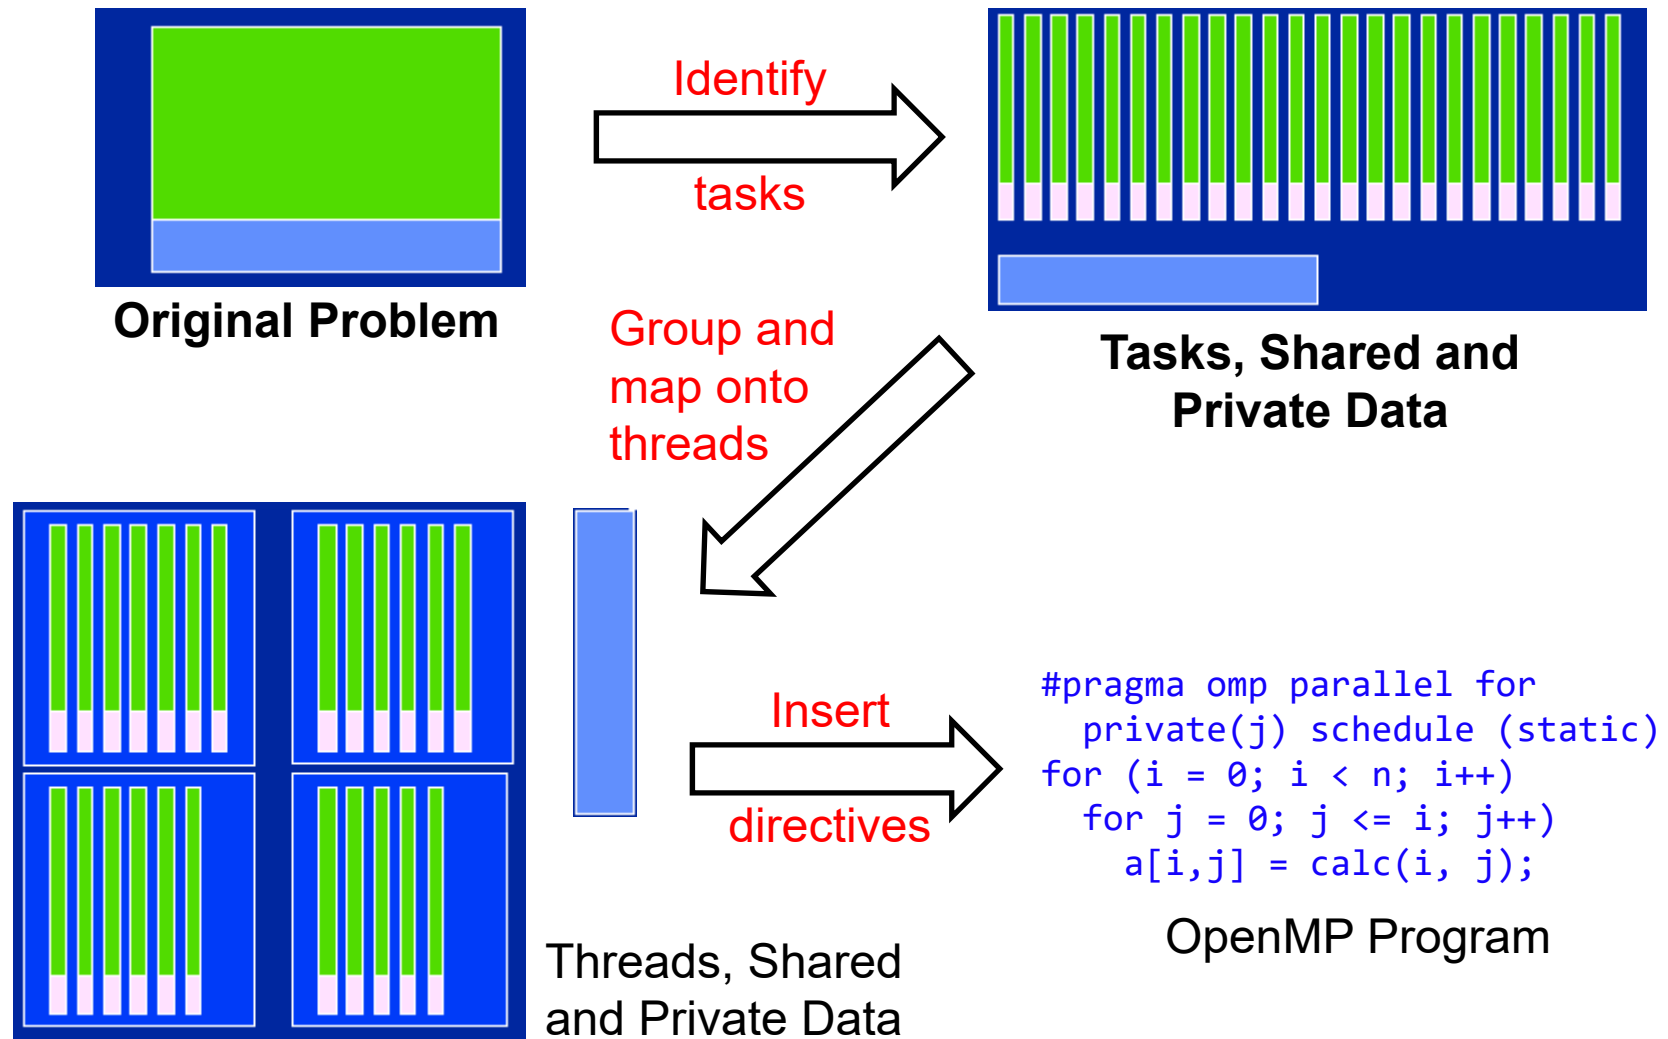 Identify
tasks
Original Problem
Tasks, Shared and
Private Data
Group and
map onto
threads
Insert
directives
#pragma omp parallel for
private(j) schedule (static)
for (i = 0; i < n; i++)
for j = 0; j <= i; j++)
a[i,j] = calc(i, j);
OpenMP Program
Threads, Shared
and Private Data